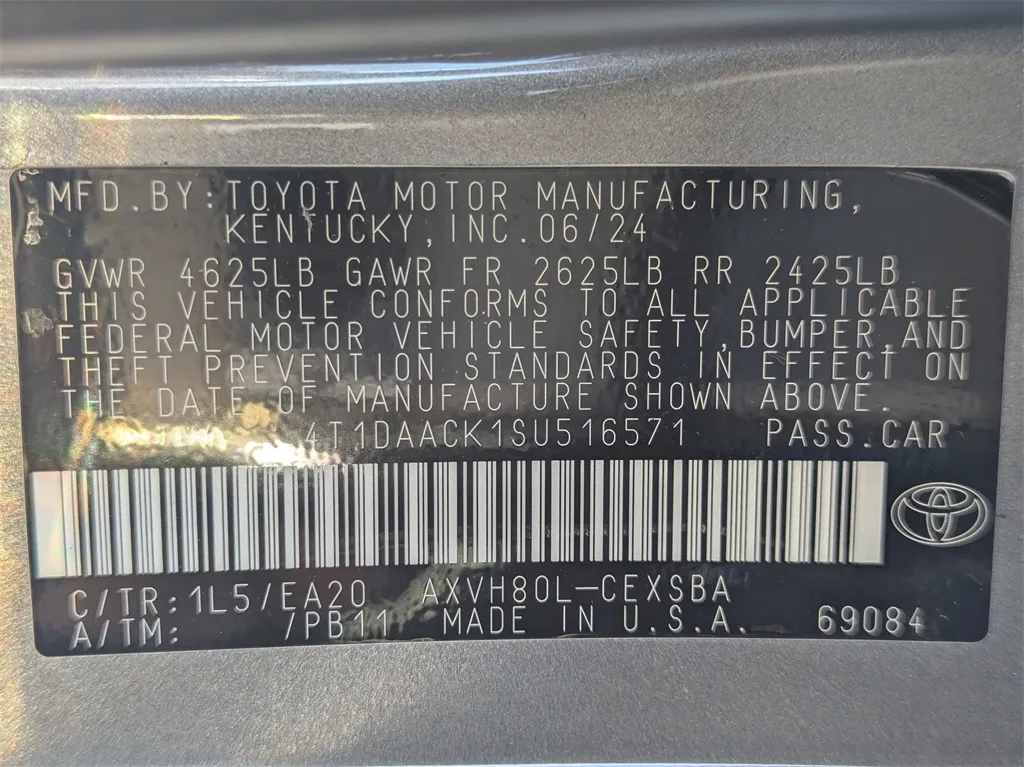 MFD.BY:TOYOTA MOTOR MANUFACTURING,
KENTUCKY,INC.06/24
GVWR 4625LB GAWR FR 2625LB RR 2425LB
THIS VEHICLE CONFORMS TO ALL APPLICABLE
FEDERAL MOTOR VEHICLE SAFETY,BUMPER,AND
THEFT PREVENTION STANDARDS IN EFFECT ON
THE DATE OF MANUFACTURE SHOWN ABOVE.
4T1DAACK1SU516571 PASS.CAR
C/TR:1L5/EA20 AXVH80L-CEXSBA
A/TM: /PB11 MADE IN U.S.A. 69084